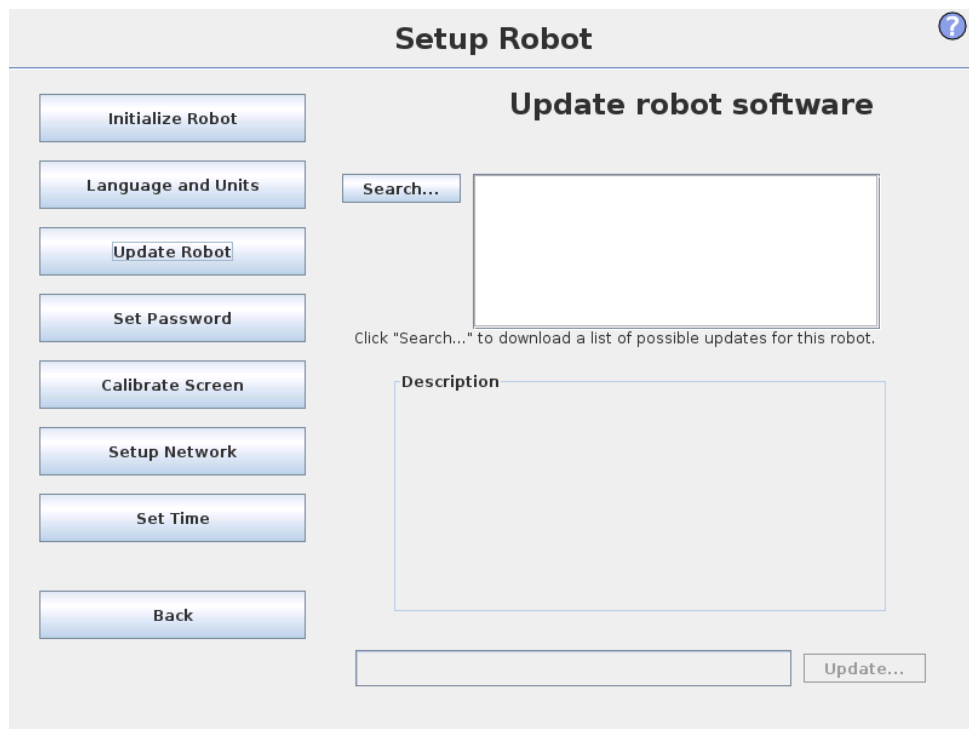 Setup Robot
?
Initialize Robot
Language and Units
Update Robot
Set Password
Calibrate Screen
Setup Network
Set Time
Back
Update robot software
Search...
Click "Search..." to download a list of possible updates for this robot.
Description
Update...